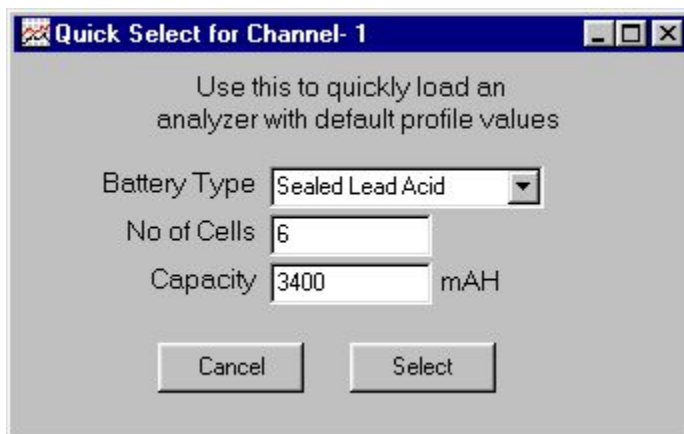 Quick Select for Channel- 1
Use this to quickly load an
analyzer with default profile values
Battery Type Sealed Lead Acid
No of Cells 6
Capacity 3400 mAH
Cancel Select